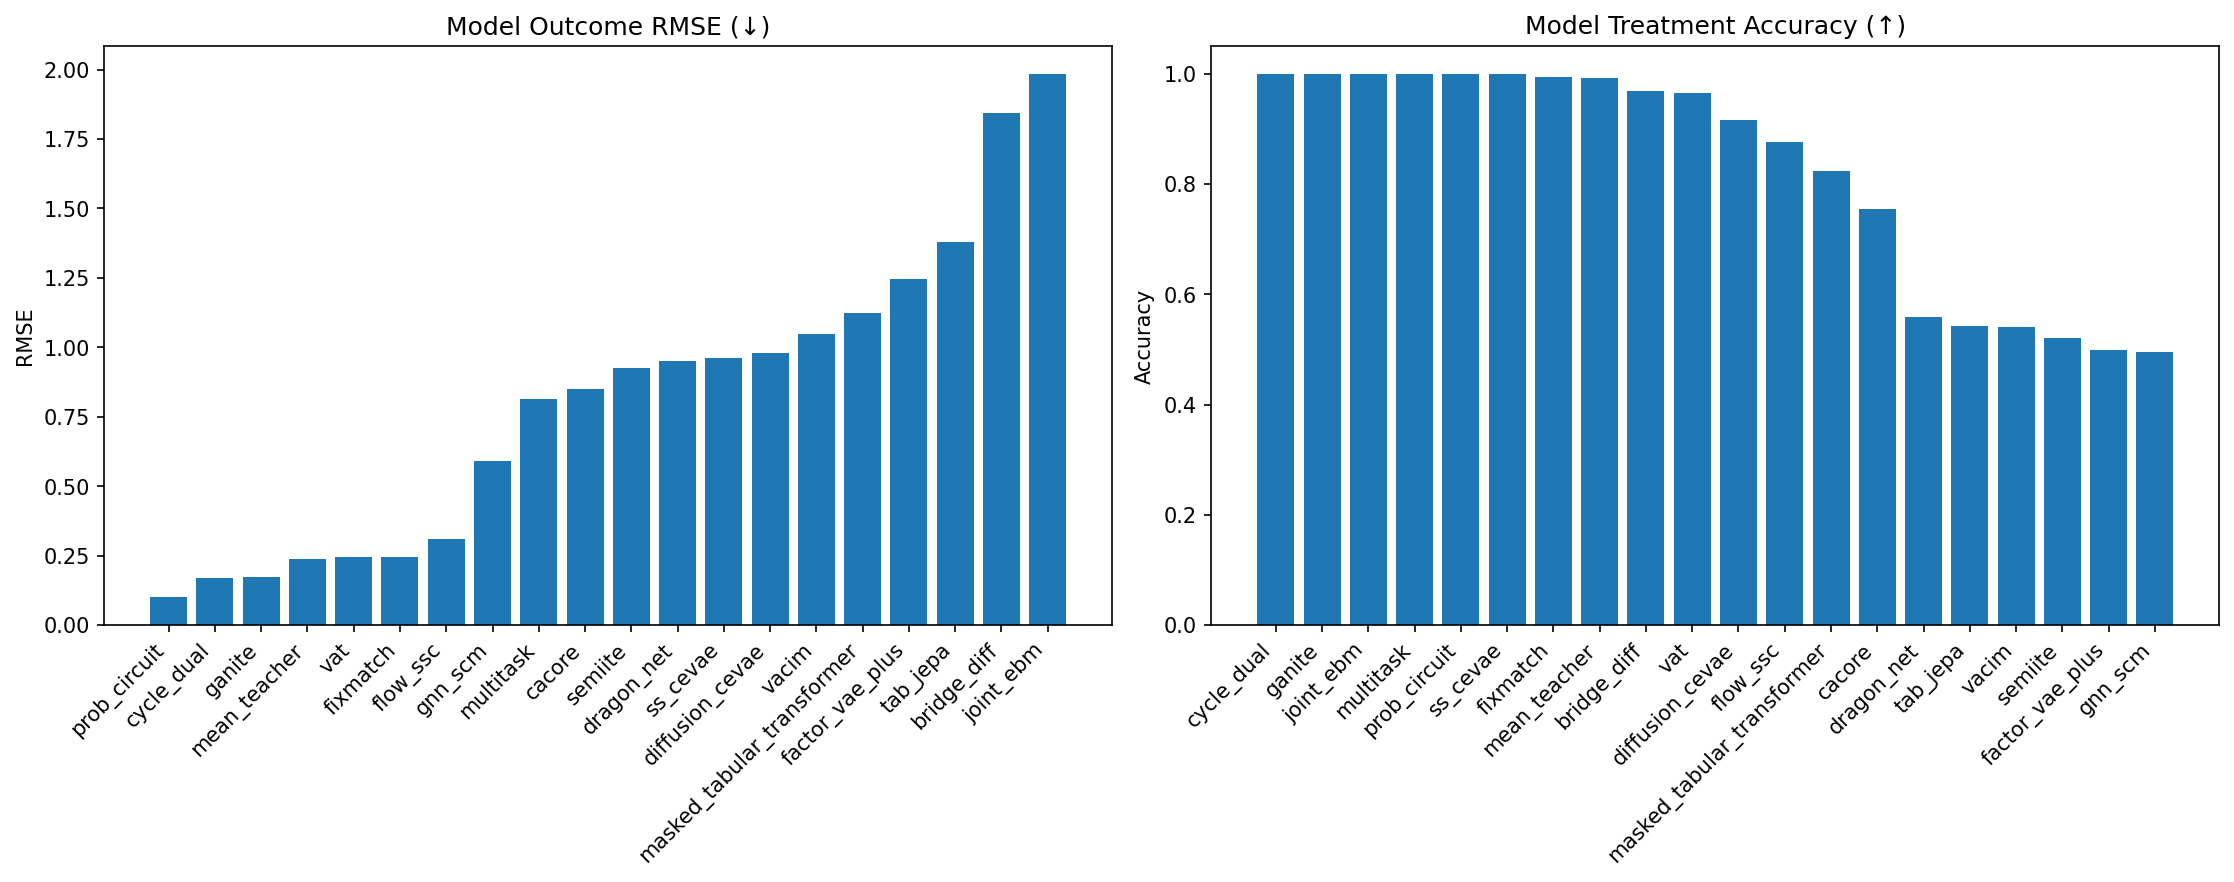 Model Outcome RMSE (↓)
RMSE
2.00
1.75
1.50
1.25
1.00
0.75
0.50
0.25
0.00
prob_circuit
cycle_dual
ganite
mean_teacher
vat
fixmatch
flow_ssc
gnn_scm
multitask
cacore
semiite
dragon_net
ss_cevae
diffusion_cevae
vacim
masked_tabular_transformer
factor_vae_plus
tab_jepa
bridge_diff
joint_ebm
Model Treatment Accuracy (↑)
Accuracy
1.0
0.8
0.6
0.4
0.2
0.0
cycle_dual
ganite
joint_ebm
multitask
prob_circuit
ss_cevae
fixmatch
mean_teacher
bridge_diff
vat
diffusion_cevae
flow_ssc
masked_tabular_transformer
cacore
dragon_net
tab_jepa
vacim
semiite
factor_vae_plus
gnn_scm